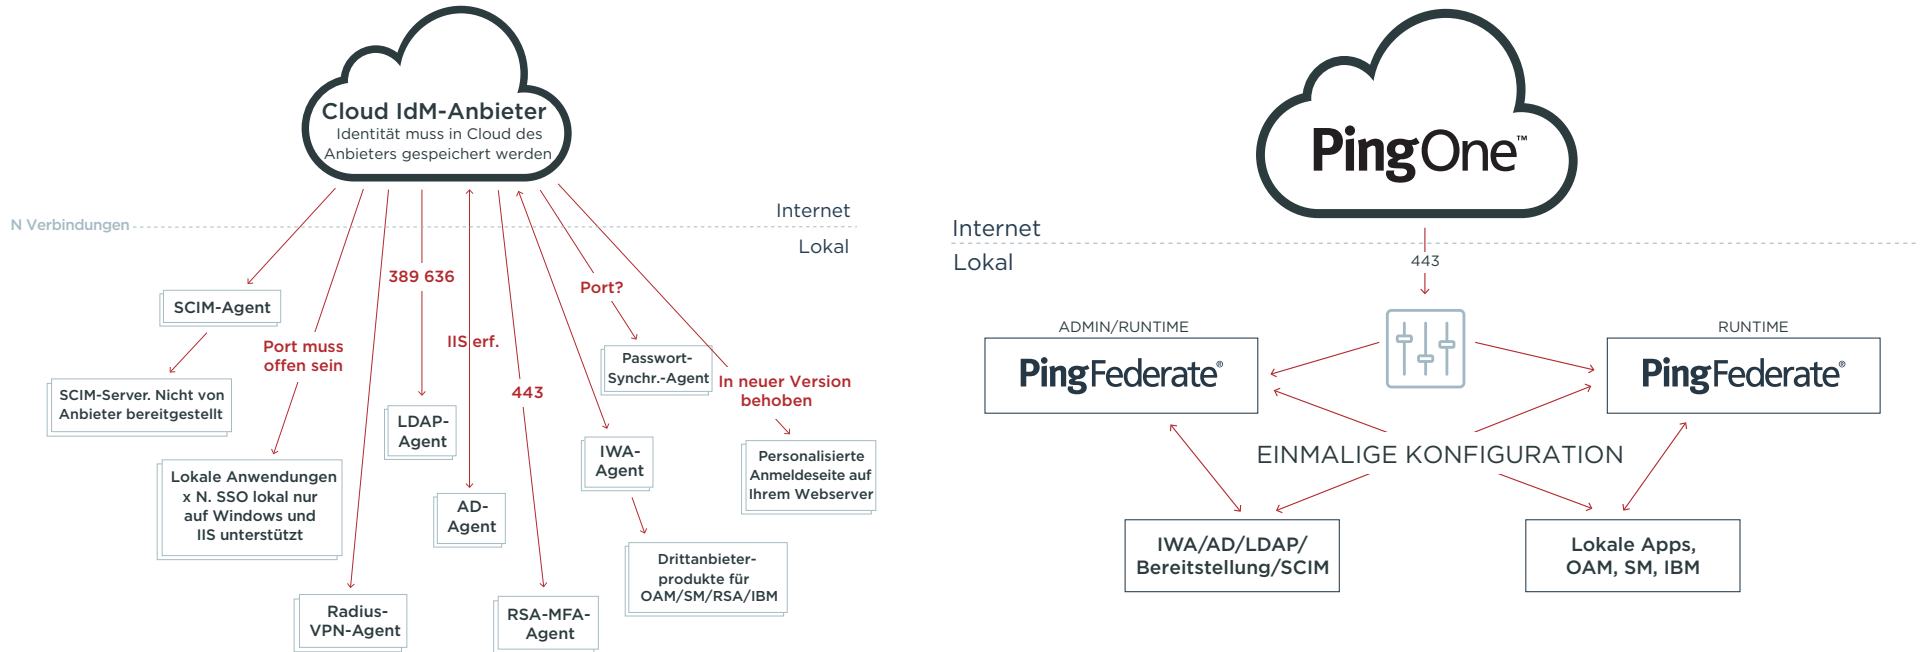 Cloud IdM-Anbieter
Identität muss in Cloud des
Anbieters gespeichert werden
N Verbindungen
Internet
Lokal
389 636
Port?
SCIM-Agent
Port muss
offen sein
IIS erf.
Passwort-
Synchr.-Agent
In neuer Version
behoben
443
SCIM-Server. Nicht von
Anbieter bereitgestellt
LDAP-
Agent
IWA-
Agent
Personalisierte
Anmeldeseite auf
Ihrem Webserver
Lokale Anwendungen
x N. SSO lokal nur
auf Windows und
IIS unterstützt
AD-
Agent
Drittanbieter-
produkte für
OAM/SM/RSA/IBM
Radius-
VPN-Agent
RSA-MFA-
Agent
PingOne™
Internet
Lokal
443
ADMIN/RUNTIME
PingFederate®
RUNTIME
PingFederate®
EINMALIGE KONFIGURATION
IWA/AD/LDAP/
Bereitstellung/SCIM
Lokale Apps,
OAM, SM, IBM